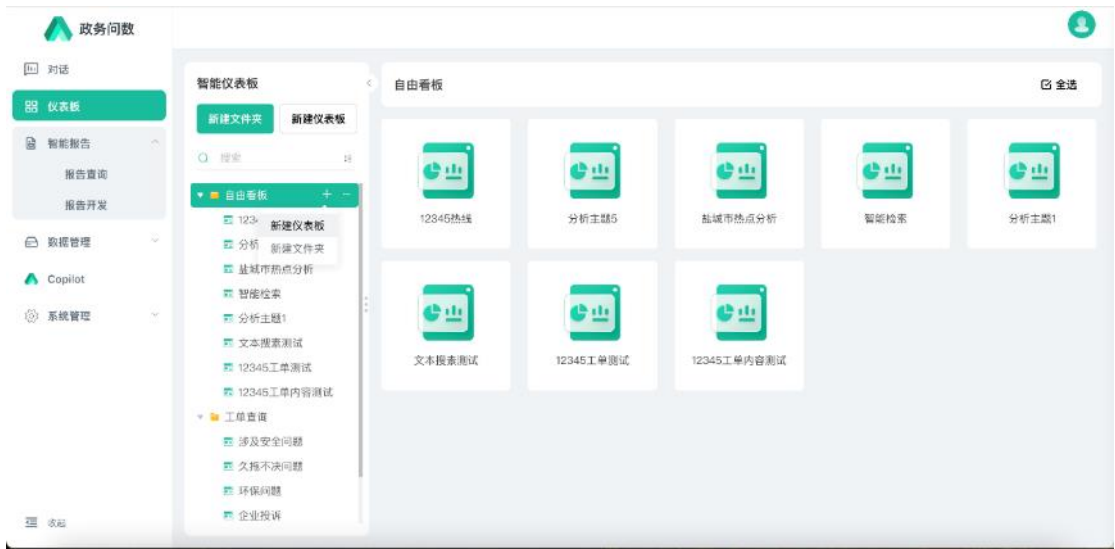 政务问数
对话
仪表板
智能报告
报告查询
报告开发
数据管理
Copilot
系统管理
收起
智能仪表板
新建文件夹 新建仪表板
搜索
自由看板
123
新建仪表板
分析
新建文件夹
盐城市热点分析
智能检索
分析主题1
文本搜素测试
12345工单测试
12345工单内容测试
工单查询
涉及安全问题
久拖不决问题
环保问题
企业投诉
自由看板
全选
12345热线 分析主题5 盐城市热点分析 智能检索 分析主题1
文本搜素测试 12345工单测试 12345工单内容测试